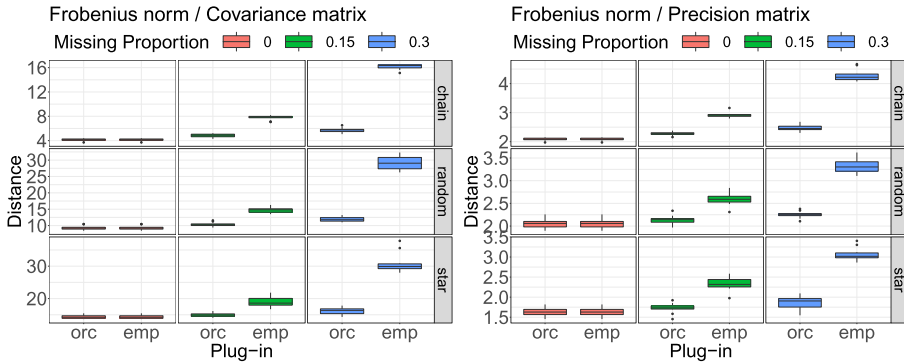 Frobenius norm / Covariance matrix
Missing Proportion 0 0.15 0.3
Distance
16
12
8
4
chain
30
25
20
15
10
random
30
20
star
orc emp orc emp orc emp
Plug−in
Frobenius norm / Precision matrix
Missing Proportion 0 0.15 0.3
Distance
4
3
2
chain
3.5
3.0
2.5
2.0
random
3.5
3.0
2.5
2.0
1.5
star
orc emp orc emp orc emp
Plug−in